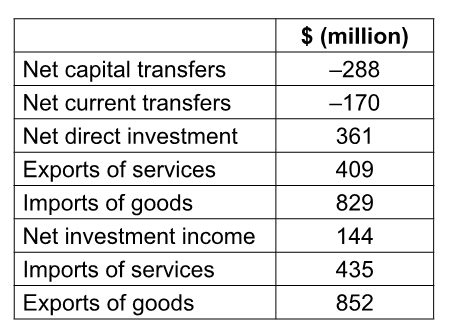 $ (million)
Net capital transfers –288
Net current transfers –170
Net direct investment 361
Exports of services 409
Imports of goods 829
Net investment income 144
Imports of services 435
Exports of goods 852